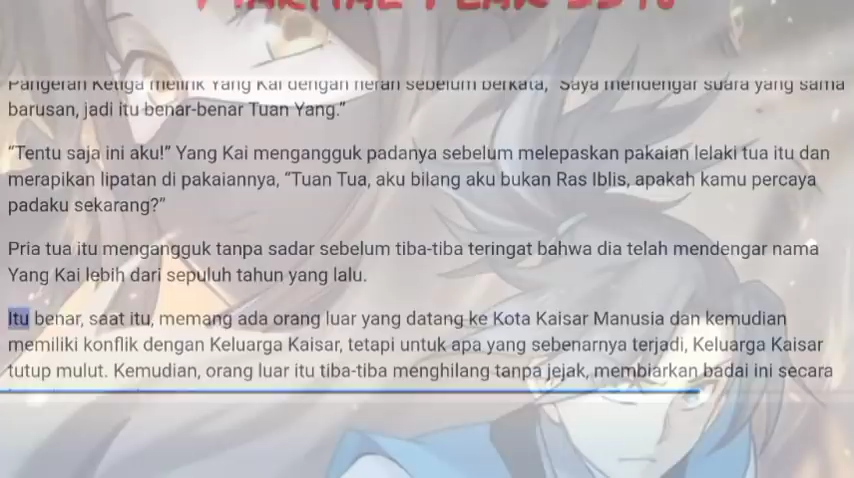 MARTIAL PEAK
Pangeran Ketiga melirik Yang Kai dengan heran sebelum berkata, "Saya mendengar suara yang sama
barusan, jadi itu benar-benar Tuan Yang.”
“Tentu saja ini aku!” Yang Kai mengangguk padanya sebelum melepaskan pakaian lelaki tua itu dan
merapikan lipatan di pakaiannya, “Tuan Tua, aku bilang aku bukan Ras Iblis, apakah kamu percaya
padaku sekarang?”
Pria tua itu mengangguk tanpa sadar sebelum tiba-tiba teringat bahwa dia telah mendengar nama
Yang Kai lebih dari sepuluh tahun yang lalu.
Itu benar, saat itu, memang ada orang luar yang datang ke Kota Kaisar Manusia dan kemudian
memiliki konflik dengan Keluarga Kaisar, tetapi untuk apa yang sebenarnya terjadi, Keluarga Kaisar
tutup mulut. Kemudian, orang luar itu tiba-tiba menghilang tanpa jejak, membiarkan badai ini secara